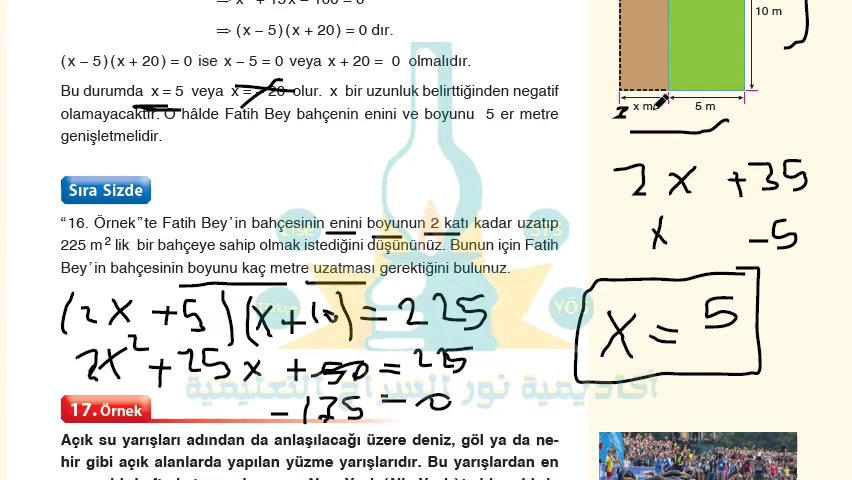 ⇒ (x – 5) (x + 20) = 0 dır.
(x – 5) (x + 20) = 0 ise x – 5 = 0 veya x + 20 = 0 olmalıdır.
Bu durumda x = 5 veya x = – 20 olur. x bir uzunluk belirttiğinden negatif
olamayacaktır. O hâlde Fatih Bey bahçenin enini ve boyunu 5 er metre
genişletmelidir.
10 m
x m
5 m
2x +35
x –5
x = 5
Sıra Sizde
“16. Örnek”te Fatih Bey’in bahçesinin enini boyunun 2 katı kadar uzatıp
225 m² lik bir bahçeye sahip olmak istediğini düşününüz. Bunun için Fatih
Bey’in bahçesinin boyunu kaç metre uzatması gerektiğini bulunuz.
(2x +5)(x+10)=225
2x² +25x +50 = 225
–175 = 0
YÖS
أكاديمية نور السراج التعليمية
17. Örnek
Açık su yarışları adından da anlaşılacağı üzere deniz, göl ya da ne-
hir gibi açık alanlarda yapılan yüzme yarışlarıdır. Bu yarışlardan en